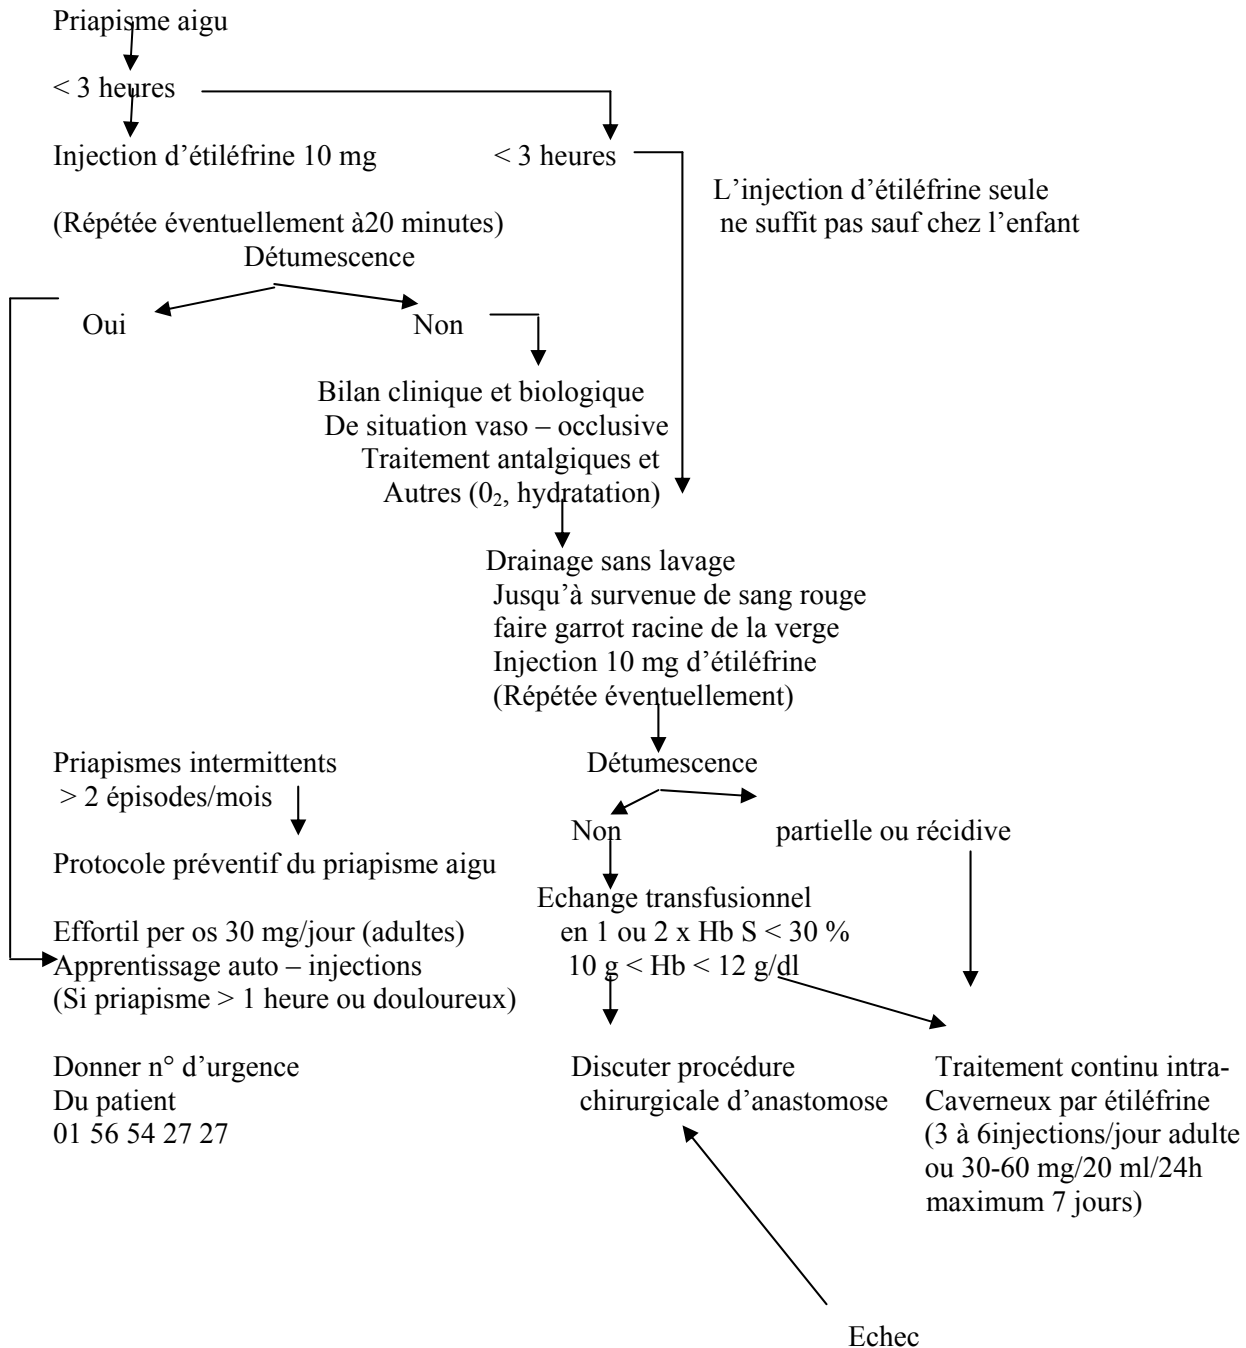 Priapisme aigu
< 3 heures
Injection d’étiléfrine 10 mg
< 3 heures
L’injection d’étiléfrine seule
ne suffit pas sauf chez l’enfant
(Répétée éventuellement à20 minutes)
Détumescence
Oui
Non
Bilan clinique et biologique
De situation vaso – occlusive
Traitement antalgiques et
Autres (0₂, hydratation)
Drainage sans lavage
Jusqu’à survenue de sang rouge
faire garrot racine de la verge
Injection 10 mg d’étiléfrine
(Répétée éventuellement)
Priapismes intermittents
> 2 épisodes/mois
Protocole préventif du priapisme aigu
Effortil per os 30 mg/jour (adultes)
Apprentissage auto – injections
(Si priapisme > 1 heure ou douloureux)
Donner n° d’urgence
Du patient
01 56 54 27 27
Détumescence
Non
partielle ou récidive
Echange transfusionnel
en 1 ou 2 x Hb S < 30 %
10 g < Hb < 12 g/dl
Discuter procédure
chirurgicale d’anastomose
Traitement continu intra-
Caverneux par étiléfrine
(3 à 6injections/jour adulte
ou 30-60 mg/20 ml/24h
maximum 7 jours)
Echec